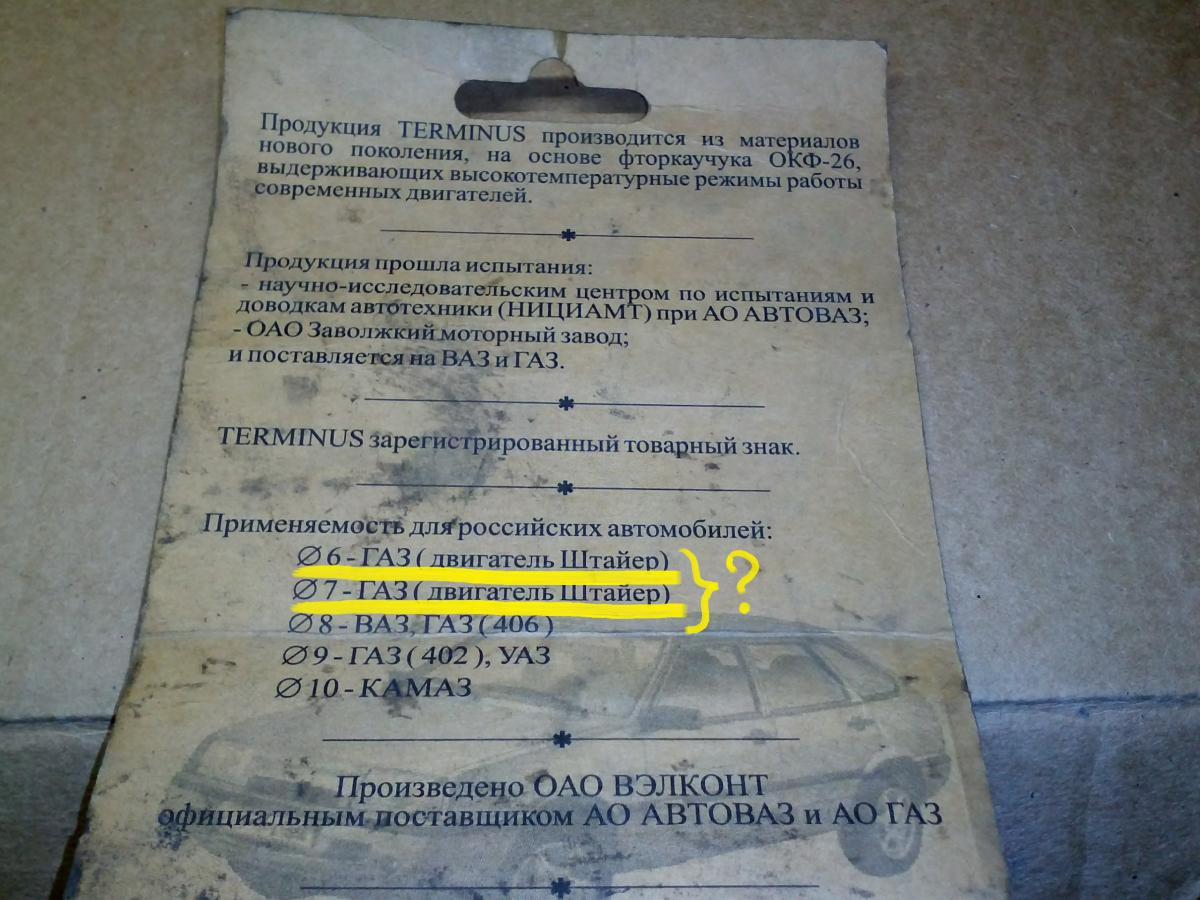 Продукция TERMINUS производится из материалов
нового поколения, на основе фторкаучука ОКФ-26,
выдерживающих высокотемпературные режимы работы
современных двигателей.
Продукция прошла испытания:
- научно-исследовательским центром по испытаниям и
доводкам автотехники (НИЦИАМТ) при АО АВТОВАЗ;
- ОАО Заволжкий моторный завод;
и поставляется на ВАЗ и ГАЗ.
TERMINUS зарегистрированный товарный знак.
Применяемость для российских автомобилей:
∅6 - ГАЗ ( двигатель Штайер) } ?
∅7 - ГАЗ ( двигатель Штайер)
∅8 - ВАЗ, ГАЗ ( 406 )
∅9 - ГАЗ ( 402 ), УАЗ
∅10 - КАМАЗ
Произведено ОАО ВЭЛКОНТ
официальным поставщиком АО АВТОВАЗ и АО ГАЗ